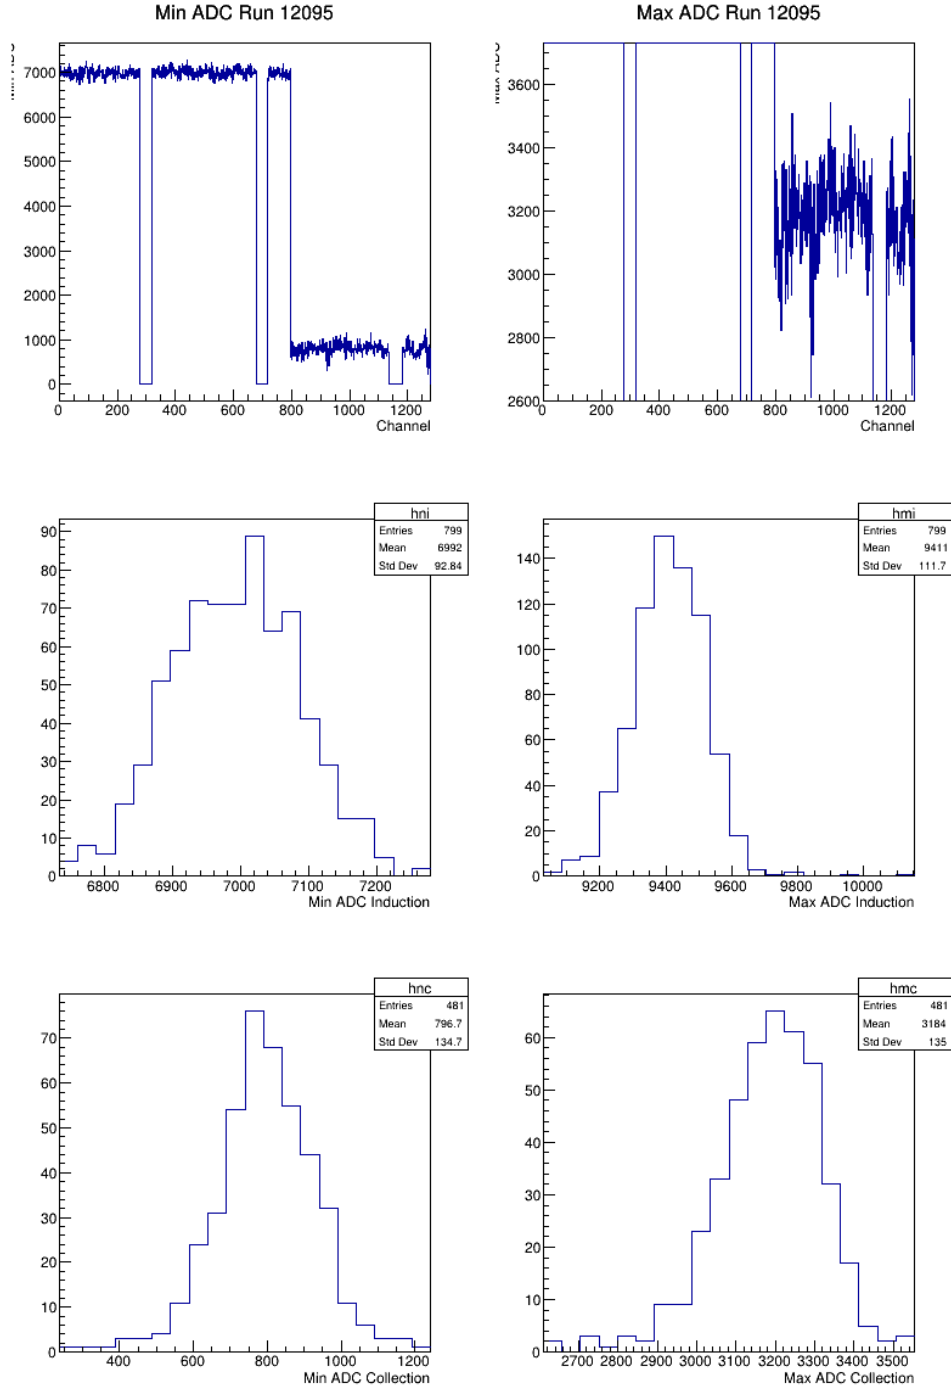 Min ADC Run 12095
Max ADC Run 12095
Min ADC
7000
6000
5000
4000
3000
2000
1000
0
0 200 400 600 800 1000 1200
Channel
Max ADC
3600
3400
3200
3000
2800
2600
0 200 400 600 800 1000 1200
Channel
hni
Entries 799
Mean 6992
Std Dev 92.84
90
80
70
60
50
40
30
20
10
0
6800 6900 7000 7100 7200
Min ADC Induction
hmi
Entries 799
Mean 9411
Std Dev 111.7
140
120
100
80
60
40
20
0
9200 9400 9600 9800 10000
Max ADC Induction
hnc
Entries 481
Mean 796.7
Std Dev 134.7
70
60
50
40
30
20
10
0
400 600 800 1000 1200
Min ADC Collection
hmc
Entries 481
Mean 3184
Std Dev 135
60
50
40
30
20
10
0
2700 2800 2900 3000 3100 3200 3300 3400 3500
Max ADC Collection